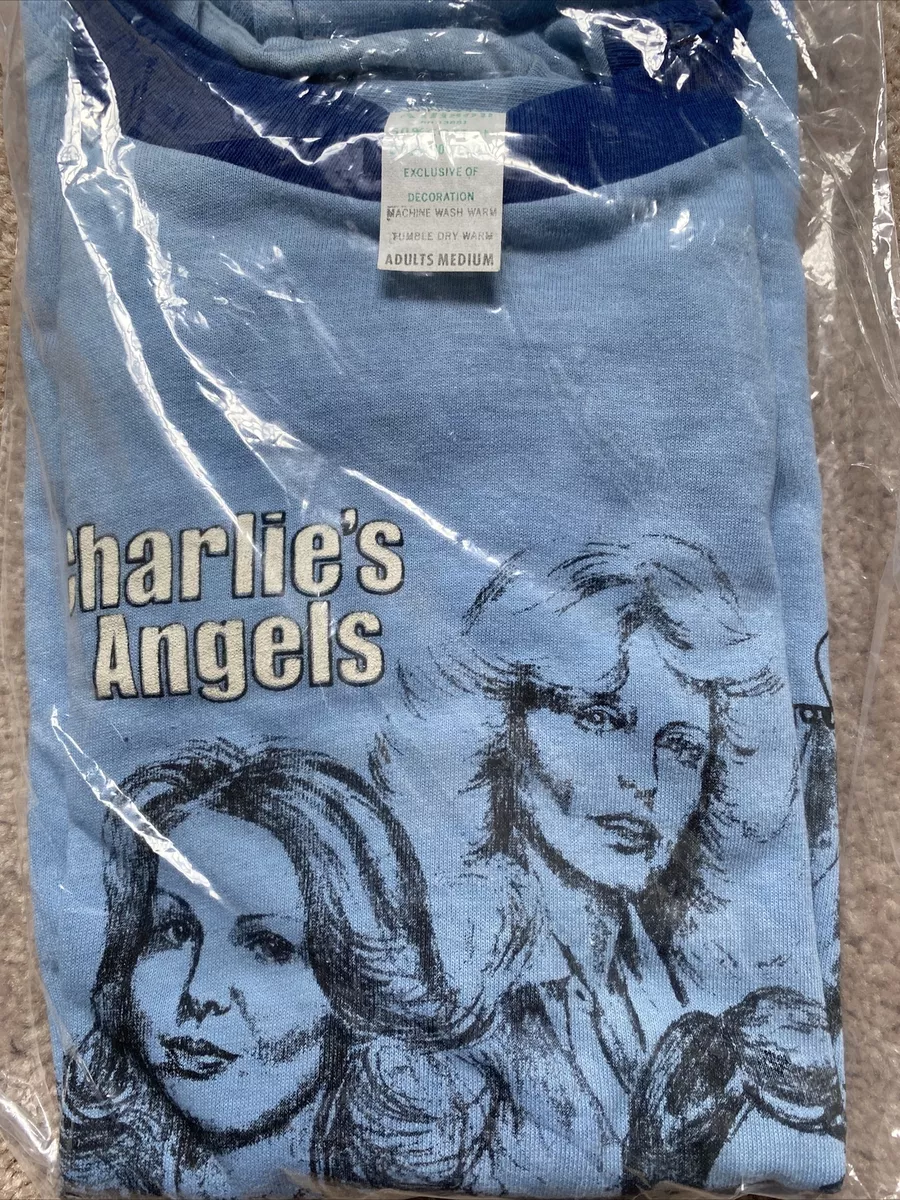 EXCLUSIVE OF
DECORATION
MACHINE WASH WARM
TUMBLE DRY WARM
ADULTS MEDIUM
Charlie's
Angels